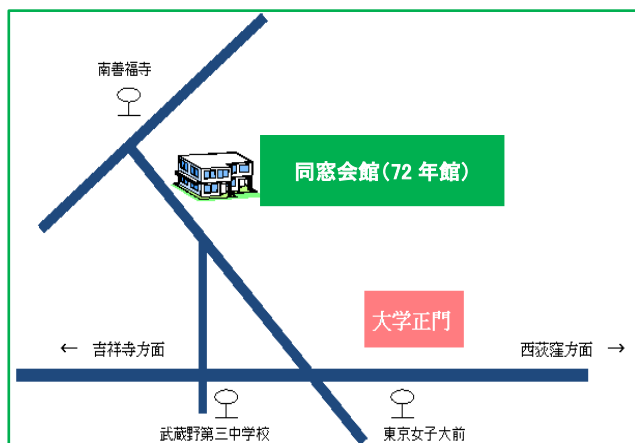 南善福寺
同窓会館(72年館)
大学正門
← 吉祥寺方面
西荻窪方面 →
武蔵野第三中学校
東京女子大前